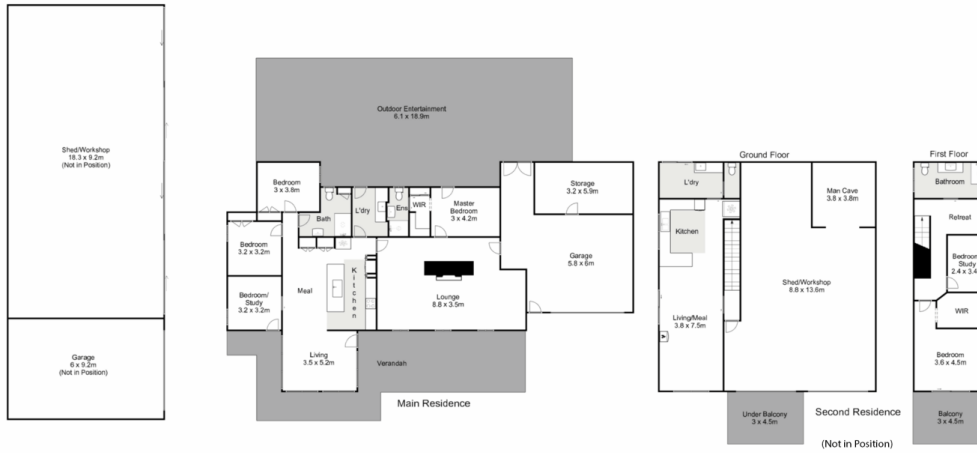 Shed/Workshop
18.3 x 9.2m
(Not in Position)
Garage
6 x 9.2m
(Not in Position)
Outdoor Entertainment
6.1 x 18.9m
Bedroom
3 x 3.8m
Bath
L'dry
Ens
WIR
Master
Bedroom
3 x 4.2m
Storage
3.2 x 5.9m
Bedroom
3.2 x 3.2m
Bedroom/
Study
3.2 x 3.2m
Meal
Kitchen
Lounge
8.8 x 3.5m
Garage
5.8 x 6m
Living
3.5 x 5.2m
Verandah
Main Residence
Ground Floor
L'dry
Man Cave
3.8 x 3.8m
Kitchen
Shed/Workshop
8.8 x 13.6m
Living/Meal
3.8 x 7.5m
Under Balcony
3 x 4.5m
Second Residence
(Not in Position)
First Floor
Bathroom
Retreat
Bedroom
Study
2.4 x 3.4
WIR
Bedroom
3.6 x 4.5m
Balcony
3 x 4.5m